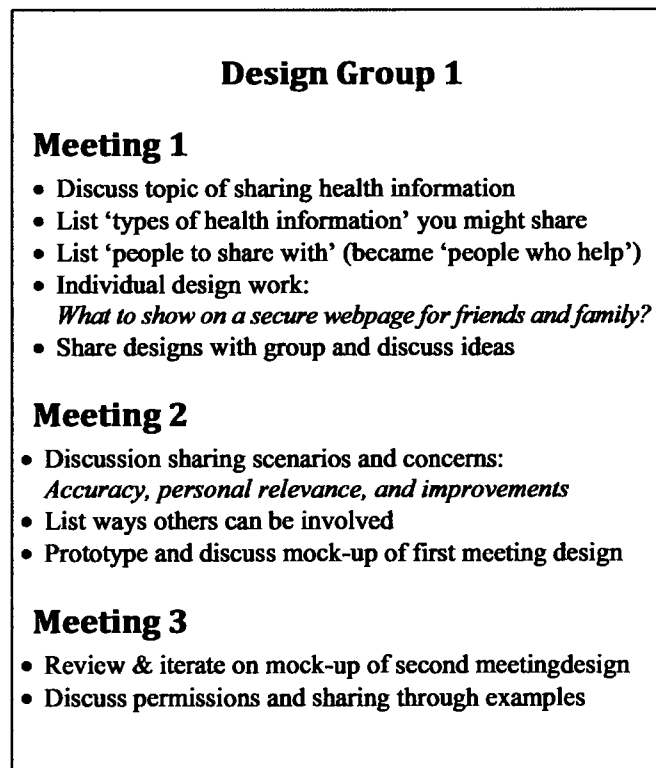 Design Group 1
Meeting 1
• Discuss topic of sharing health information
• List ‘types of health information’ you might share
• List ‘people to share with’ (became ‘people who help’)
• Individual design work:
What to show on a secure webpage for friends and family?
• Share designs with group and discuss ideas
Meeting 2
• Discussion sharing scenarios and concerns:
Accuracy, personal relevance, and improvements
• List ways others can be involved
• Prototype and discuss mock-up of first meeting design
Meeting 3
• Review & iterate on mock-up of second meetingdesign
• Discuss permissions and sharing through examples